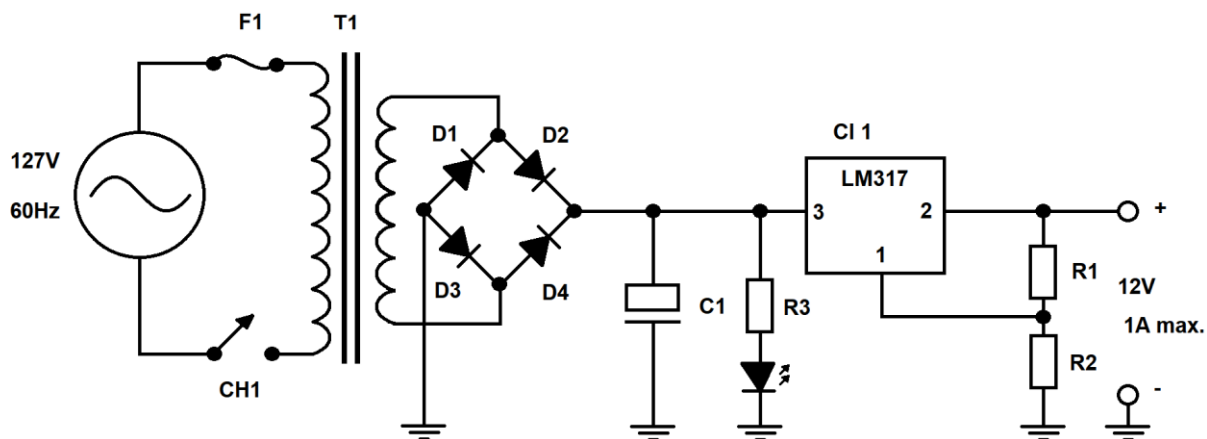 F1
T1
127V
60Hz
CH1
D1
D2
D3
D4
C1
R3
CI 1
LM317
3
2
1
R1
R2
+
12V
1A max.
-